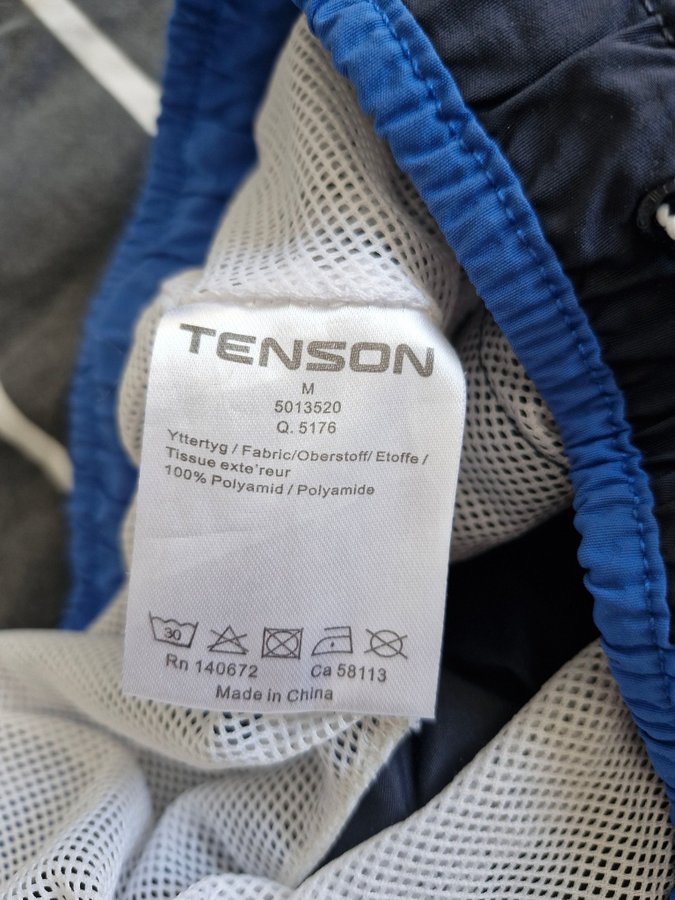 TENSON
M
5013520
Q. 5176
Yttertyg / Fabric/Oberstoff/ Etoffe /
Tissue exte'reur
100% Polyamid / Polyamide
30
Rn 140672 Ca 58113
Made in China